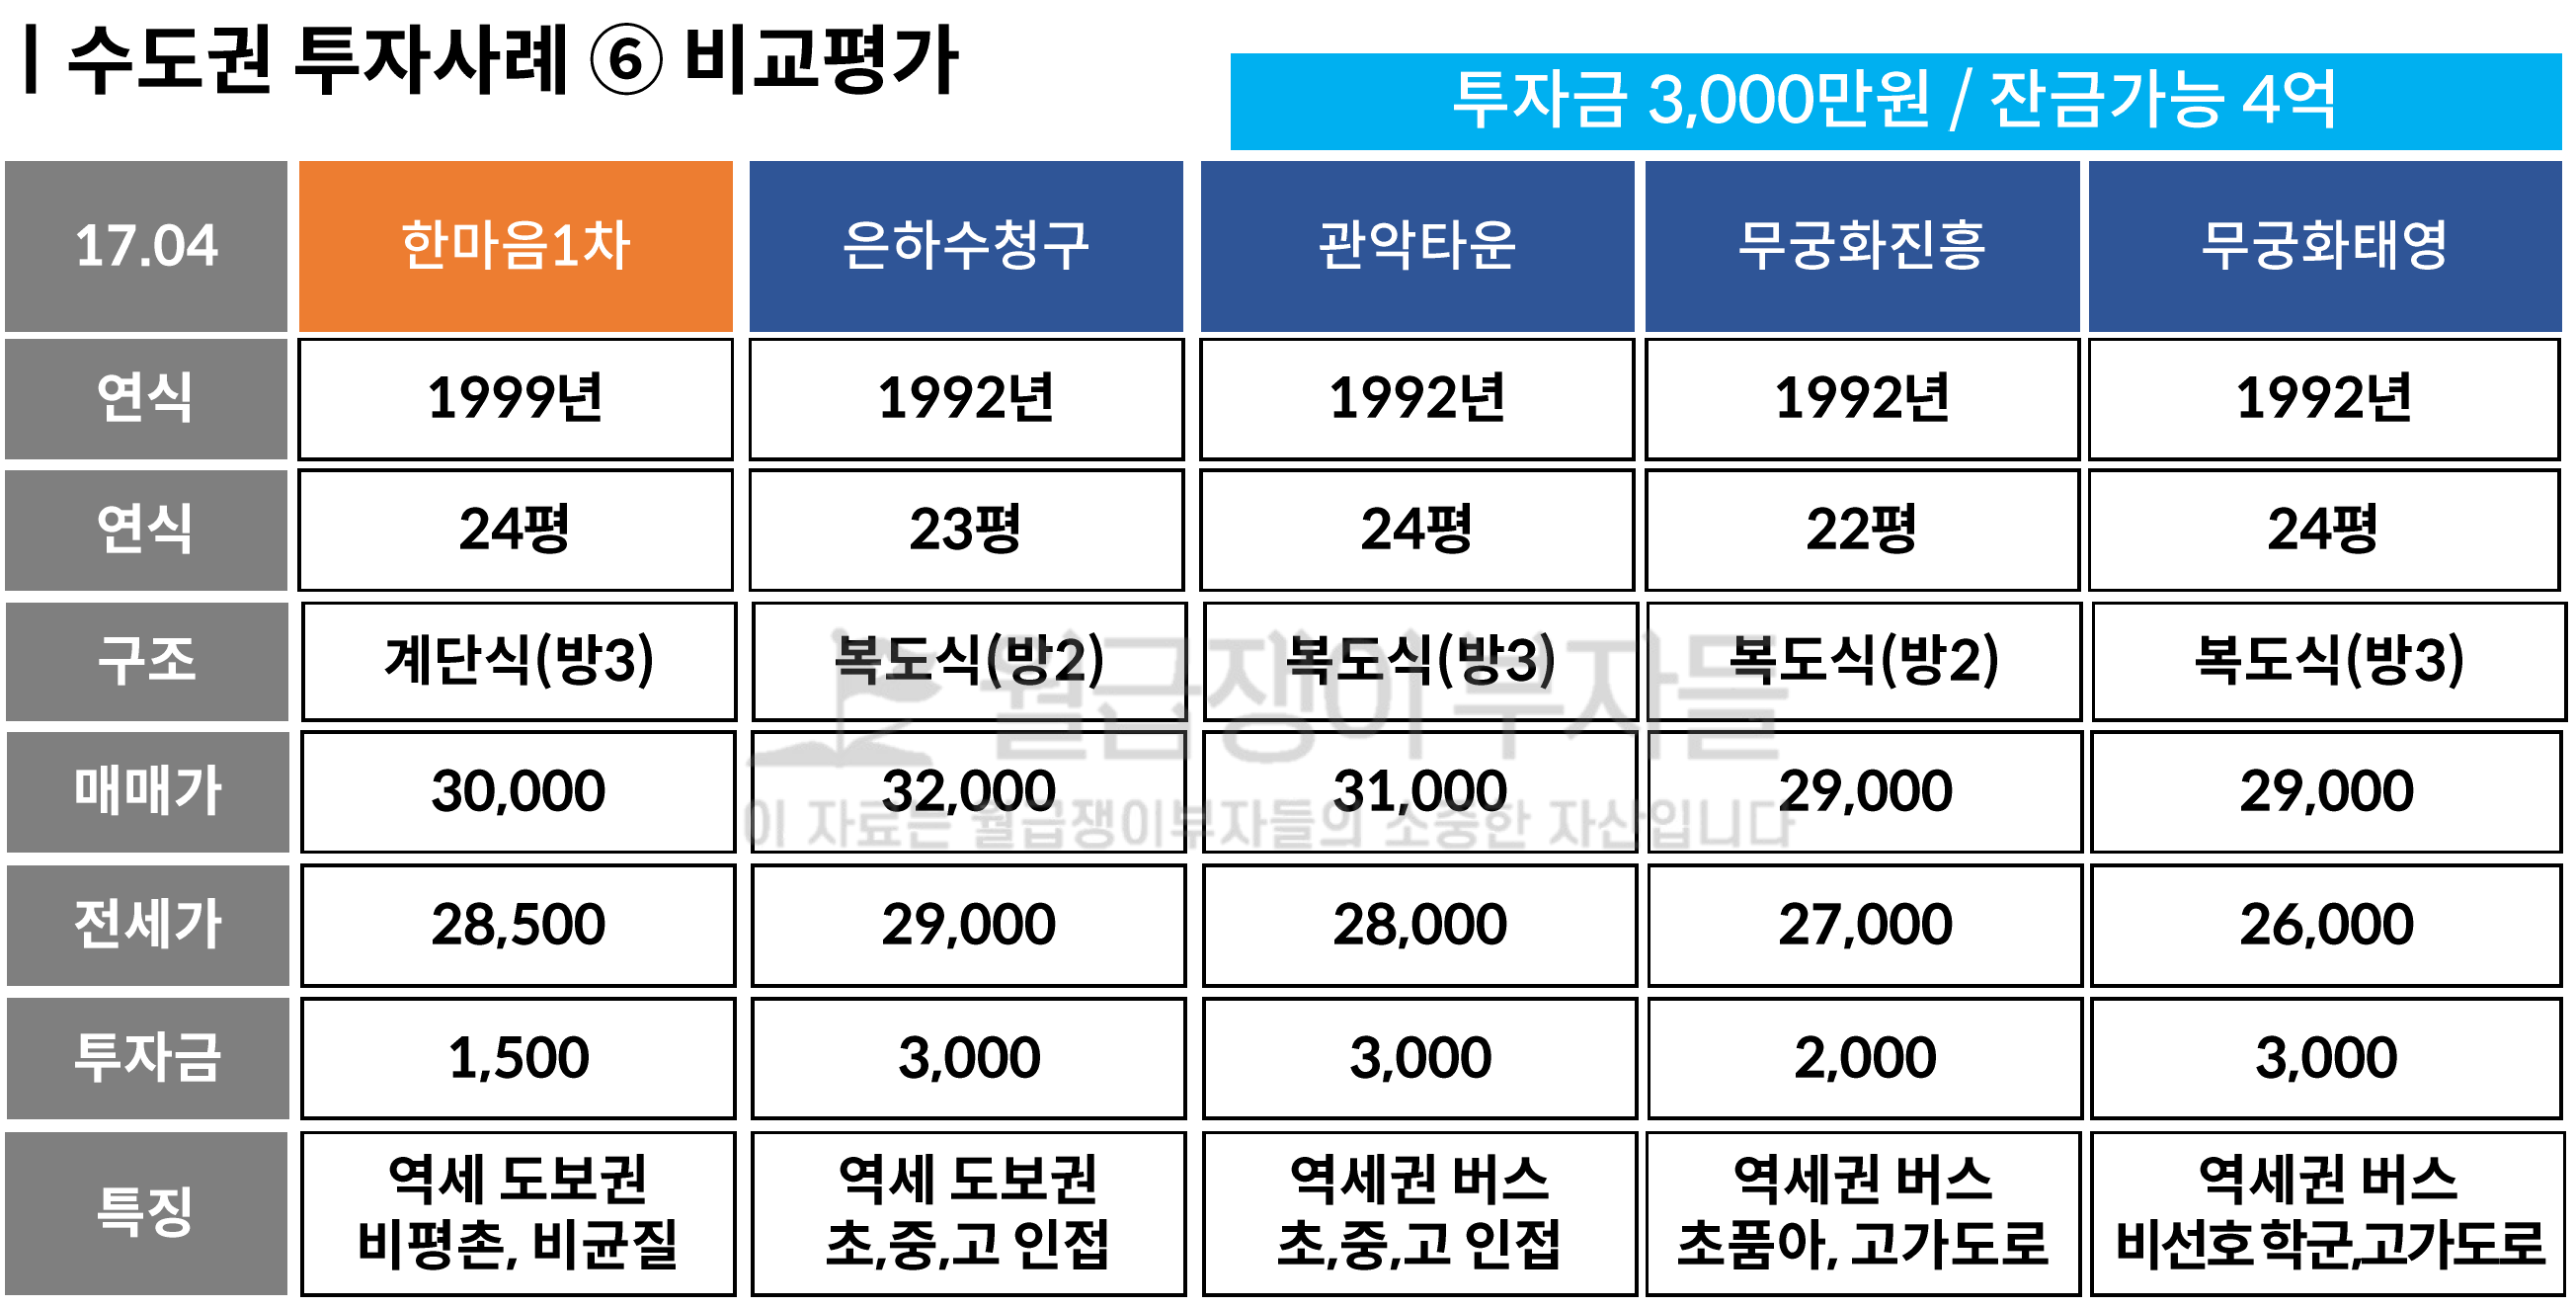 | 수도권 투자사례 ⑥ 비교평가
투자금 3,000만원 / 잔금가능 4억
17.04 한마음1차 은하수청구 관악타운 무궁화진흥 무궁화태영
연식 1999년 1992년 1992년 1992년 1992년
연식 24평 23평 24평 22평 24평
구조 계단식(방3) 복도식(방2) 복도식(방3) 복도식(방2) 복도식(방3)
월급쟁이부자들
매매가 30,000 32,000 31,000 29,000 29,000
이 자료는 월급쟁이부자들의 소중한 자산입니다
전세가 28,500 29,000 28,000 27,000 26,000
투자금 1,500 3,000 3,000 2,000 3,000
특징
역세 도보권
비평촌, 비균질
역세 도보권
초,중,고 인접
역세권 버스
초,중,고 인접
역세권 버스
초품아, 고가도로
역세권 버스
비선호 학군,고가도로